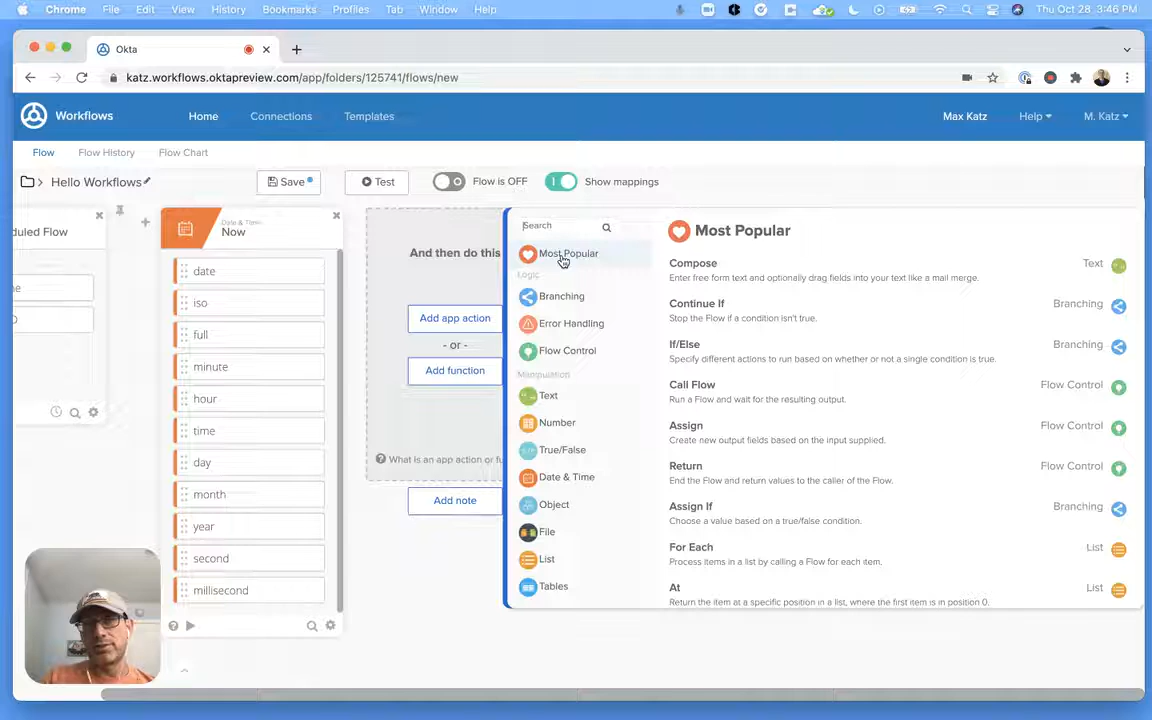 Chrome File Edit View History Bookmarks Profiles Tab Window Help Thu Oct 28 3:46 PM
Okta
katz.workflows.oktapreview.com/app/folders/125741/flows/new
Workflows Home Connections Templates Max Katz Help M. Katz
Flow Flow History Flow Chart
Hello Workflows Save Test Flow is OFF Show mappings
duled Flow
Date & Time
Now
date
iso
full
minute
hour
time
day
month
year
second
millisecond
And then do this
Add app action
- or -
Add function
What is an app action or fu
Add note
Search
Most Popular
Logic
Branching
Error Handling
Flow Control
Manipulation
Text
Number
True/False
Date & Time
Object
File
List
Tables
Most Popular
Compose Text
Enter free form text and optionally drag fields into your text like a mail merge.
Continue If Branching
Stop the Flow if a condition isn't true.
If/Else Branching
Specify different actions to run based on whether or not a single condition is true.
Call Flow Flow Control
Run a Flow and wait for the resulting output.
Assign Flow Control
Create new output fields based on the input supplied.
Return Flow Control
End the Flow and return values to the caller of the Flow.
Assign If Branching
Choose a value based on a true/false condition.
For Each List
Process items in a list by calling a Flow for each item.
At List
Return the item at a specific position in a list, where the first item is in position 0.